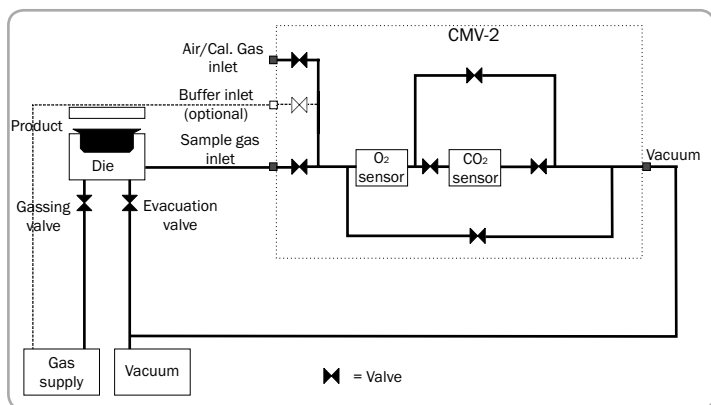 CMV-2
Air/Cal. Gas
inlet
Buffer inlet
(optional)
Product
Sample gas
inlet
Die
O₂
sensor
CO₂
sensor
Vacuum
Gassing
valve
Evacuation
valve
Gas
supply
Vacuum
= Valve